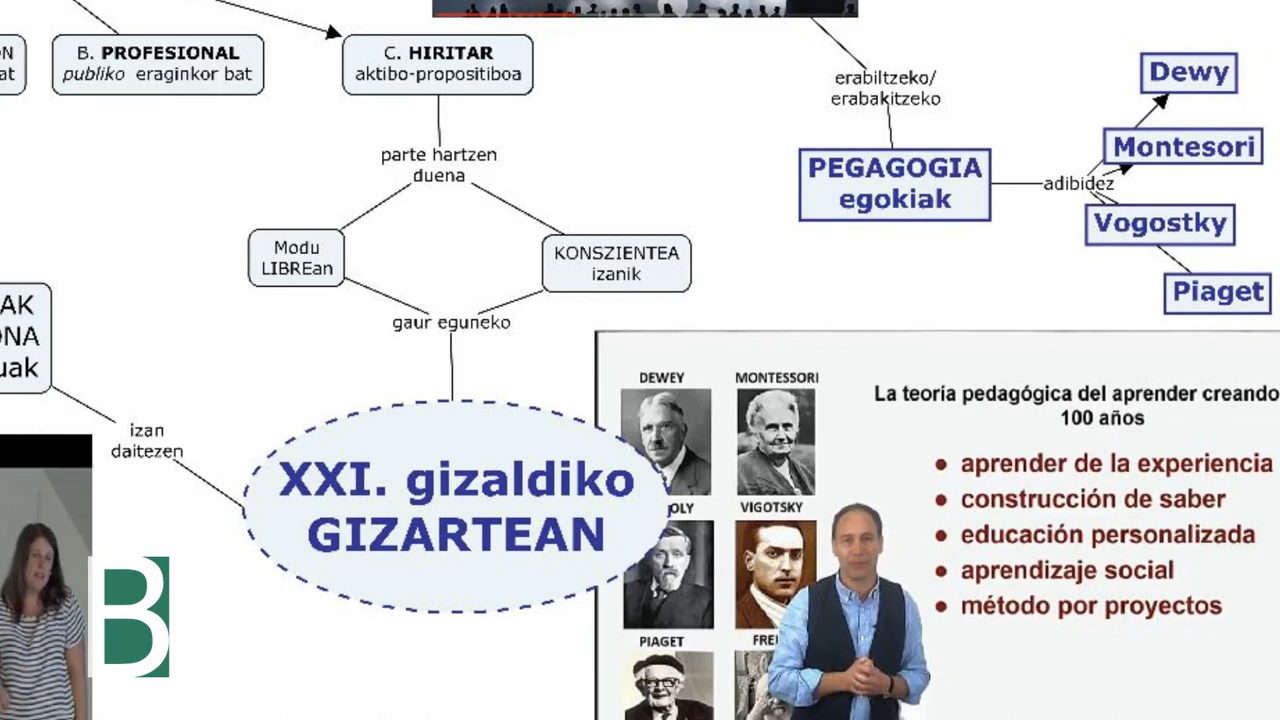 B. PROFESIONAL
publiko eraginkor bat
C. HIRITAR
aktibo-propositiboa
parte hartzen
duena
Modu
LIBREan
KONSZIENTEA
izanik
gaur eguneko
izan
daitezen
XXI. gizaldiko
GIZARTEAN
erabiltzeko/
erabakitzeko
PEGAGOGIA
egokiak
adibidez
Dewy
Montesori
Vogostky
Piaget
DEWEY
MONTESSORI
VIGOTSKY
PIAGET
La teoría pedagógica del aprender creando
100 años
• aprender de la experiencia
• construcción de saber
• educación personalizada
• aprendizaje social
• método por proyectos
B